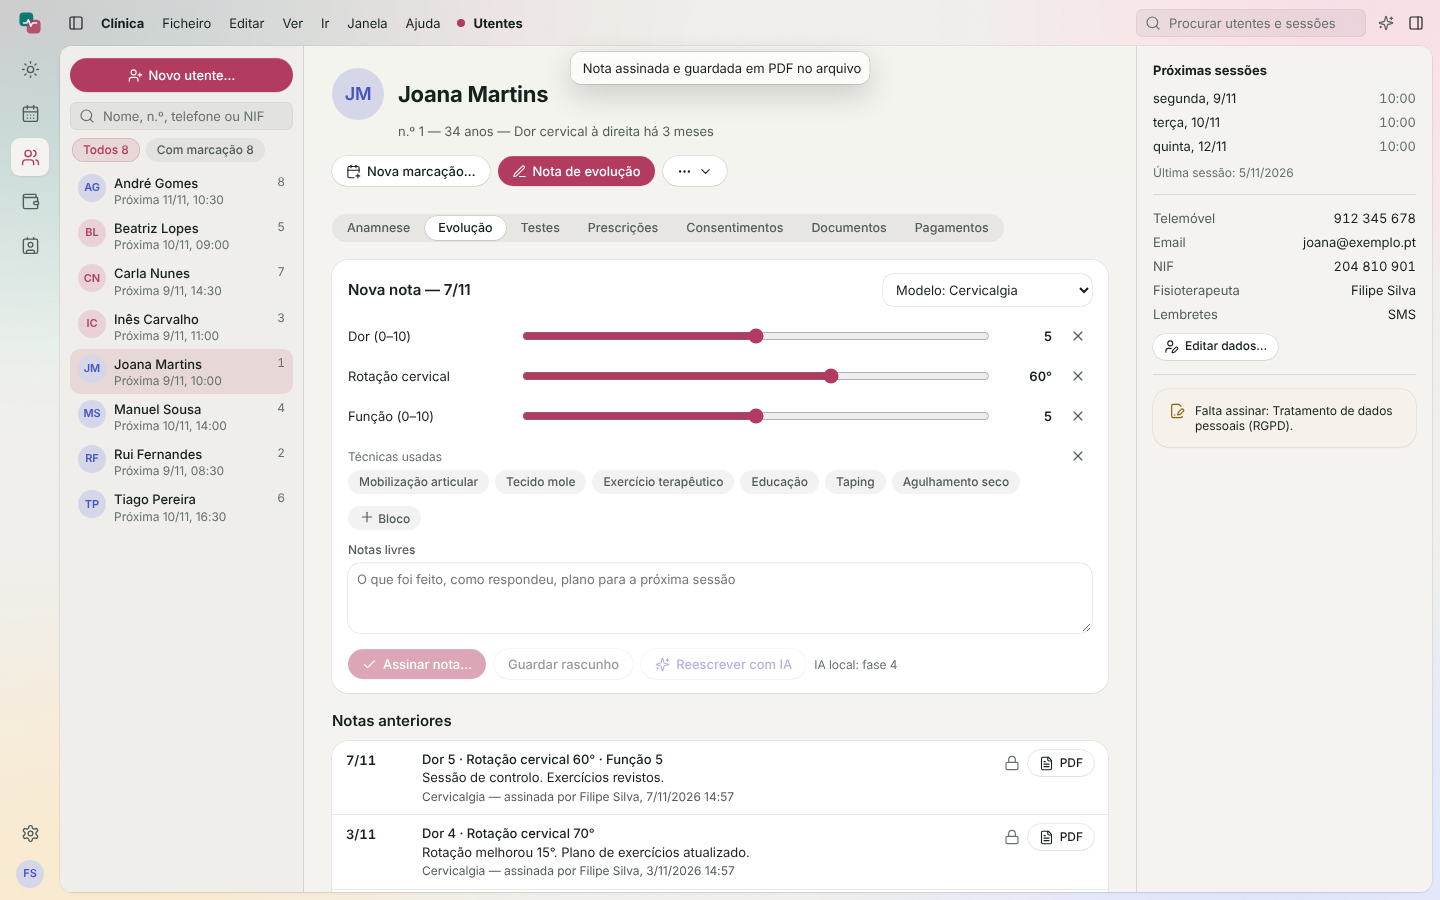 Clínica
Ficheiro
Editar
Ver
Ir
Janela
Ajuda
Utentes
Procurar utentes e sessões
Novo utente...
Nome, n.º, telefone ou NIF
Todos 8
Com marcação 8
AG
André Gomes
8
Próxima 11/11, 10:30
BL
Beatriz Lopes
5
Próxima 10/11, 09:00
CN
Carla Nunes
7
Próxima 9/11, 14:30
IC
Inês Carvalho
3
Próxima 9/11, 11:00
JM
Joana Martins
1
Próxima 9/11, 10:00
MS
Manuel Sousa
4
Próxima 10/11, 14:00
RF
Rui Fernandes
2
Próxima 9/11, 08:30
TP
Tiago Pereira
6
Próxima 10/11, 16:30
FS
Nota assinada e guardada em PDF no arquivo
JM
Joana Martins
n.º 1 — 34 anos — Dor cervical à direita há 3 meses
Nova marcação...
Nota de evolução
Anamnese
Evolução
Testes
Prescrições
Consentimentos
Documentos
Pagamentos
Nova nota — 7/11
Modelo: Cervicalgia
Dor (0–10)
5
Rotação cervical
60°
Função (0–10)
5
Técnicas usadas
Mobilização articular
Tecido mole
Exercício terapêutico
Educação
Taping
Agulhamento seco
Bloco
Notas livres
O que foi feito, como respondeu, plano para a próxima sessão
Assinar nota...
Guardar rascunho
Reescrever com IA
IA local: fase 4
Notas anteriores
7/11
Dor 5 · Rotação cervical 60° · Função 5
Sessão de controlo. Exercícios revistos.
Cervicalgia — assinada por Filipe Silva, 7/11/2026 14:57
PDF
3/11
Dor 4 · Rotação cervical 70°
Rotação melhorou 15°. Plano de exercícios atualizado.
Cervicalgia — assinada por Filipe Silva, 3/11/2026 14:57
PDF
Próximas sessões
segunda, 9/11
10:00
terça, 10/11
10:00
quinta, 12/11
10:00
Última sessão: 5/11/2026
Telemóvel
912 345 678
Email
joana@exemplo.pt
NIF
204 810 901
Fisioterapeuta
Filipe Silva
Lembretes
SMS
Editar dados...
Falta assinar: Tratamento de dados
pessoais (RGPD).